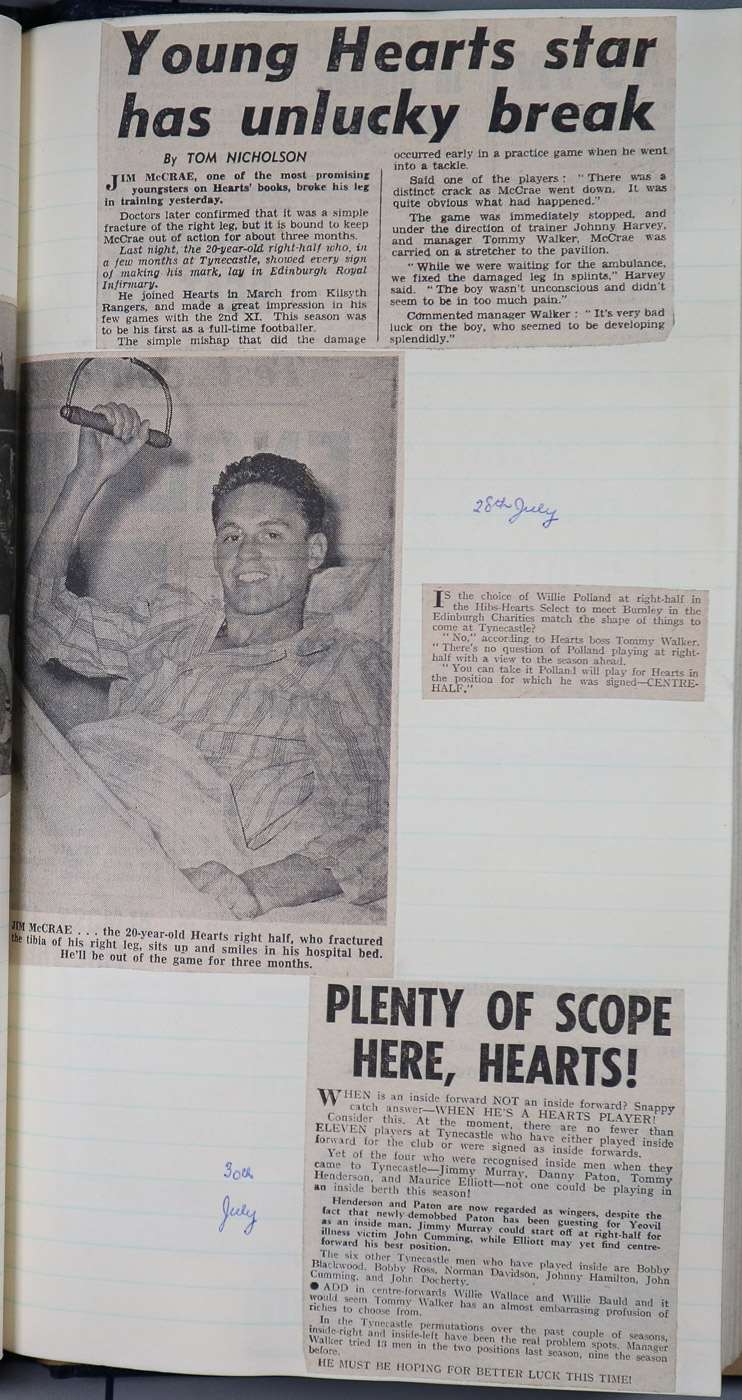 Young Hearts star
has unlucky break
By TOM NICHOLSON
JIM McCRAE, one of the most promising
youngsters on Hearts' books, broke his leg
in training yesterday.
Doctors later confirmed that it was a simple
fracture of the right leg, but it is bound to keep
McCrae out of action for about three months.
Last night, the 20-year-old right-half who, in
a few months at Tynecastle, showed every sign
of making his mark, lay in Edinburgh Royal
Infirmary.
He joined Hearts in March from Kilsyth
Rangers, and made a great impression in his
few games with the 2nd XI. This season was
to be his first as a full-time footballer.
The simple mishap that did the damage
occurred early in a practice game when he went
into a tackle.
Said one of the players: "There was a
distinct crack as McCrae went down. It was
quite obvious what had happened."
The game was immediately stopped, and
under the direction of trainer Johnny Harvey,
and manager Tommy Walker, McCrae was
carried on a stretcher to the pavilion.
"While we were waiting for the ambulance,
we fixed the damaged leg in splints," Harvey
said. "The boy wasn't unconscious and didn't
seem to be in too much pain."
Commented manager Walker: "It's very bad
luck on the boy, who seemed to be developing
splendidly."
28th July
IS the choice of Willie Polland at right-half in
the Hibs-Hearts Select to meet Burnley in the
Edinburgh Charities match the shape of things to
come at Tynecastle?
"No," according to Hearts boss Tommy Walker.
"There's no question of Polland playing at right-
half with a view to the season ahead.
"You can take it Polland will play for Hearts in
the position for which he was signed—CENTRE-
HALF."
JIM McCRAE . . . the 20-year-old Hearts right half, who fractured
the tibia of his right leg, sits up and smiles in his hospital bed.
He'll be out of the game for three months.
PLENTY OF SCOPE
HERE, HEARTS!
WHEN is an inside forward NOT an inside forward? Snappy
catch answer—WHEN HE'S A HEARTS PLAYER!
Consider this. At the moment, there are no fewer than
ELEVEN players at Tynecastle who have either played inside
forward for the club or were signed as inside forwards.
Yet of the four who were recognised inside men when they
came to Tynecastle—Jimmy Murray, Danny Paton, Tommy
Henderson, and Maurice Elliott—not one could be playing in
an inside berth this season!
Henderson and Paton are now regarded as wingers, despite the
fact that newly-demobbed Paton has been guesting for Yeovil
as an inside man. Jimmy Murray could start off at right-half for
illness victim John Cumming, while Elliott may yet find centre-
forward his best position.
The six other Tynecastle men who have played inside are Bobby
Blackwood, Bobby Ross, Norman Davidson, Johnny Hamilton, John
Cumming, and John Docherty.
● ADD in centre-forwards Willie Wallace and Willie Bauld and it
would seem Tommy Walker has an almost embarrasing profusion of
riches to choose from.
In the Tynecastle permutations over the past couple of seasons,
inside-right and inside-left have been the real problem spots. Manager
Walker tried 13 men in the two positions last season, nine the season
before.
HE MUST BE HOPING FOR BETTER LUCK THIS TIME!
30th
July